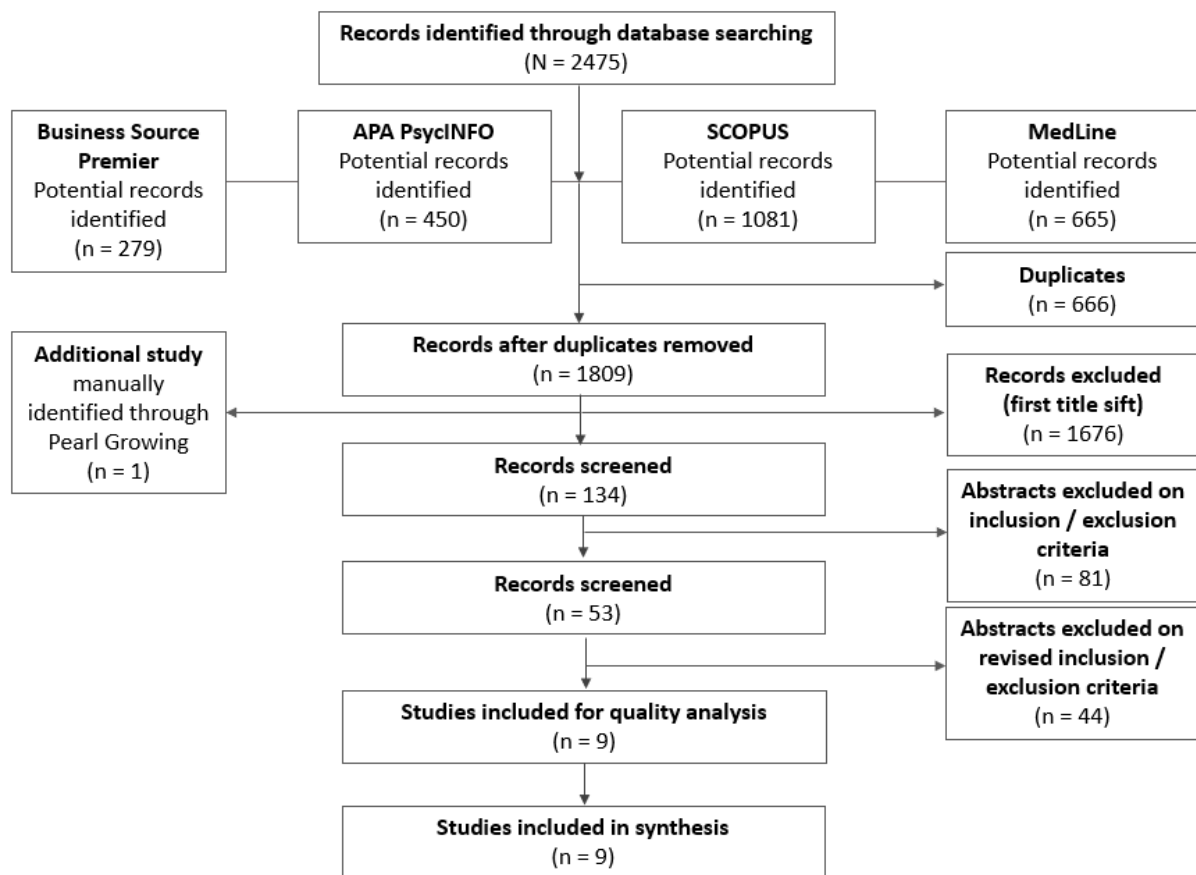 Records identified through database searching
(N = 2475)
Business Source
Premier
Potential records
identified
(n = 279)
APA PsycINFO
Potential records
identified
(n = 450)
SCOPUS
Potential records
identified
(n = 1081)
MedLine
Potential records
identified
(n = 665)
Duplicates
(n = 666)
Records after duplicates removed
(n = 1809)
Additional study
manually
identified through
Pearl Growing
(n = 1)
Records excluded
(first title sift)
(n = 1676)
Records screened
(n = 134)
Abstracts excluded on
inclusion / exclusion
criteria
(n = 81)
Records screened
(n = 53)
Abstracts excluded on
revised inclusion /
exclusion criteria
(n = 44)
Studies included for quality analysis
(n = 9)
Studies included in synthesis
(n = 9)